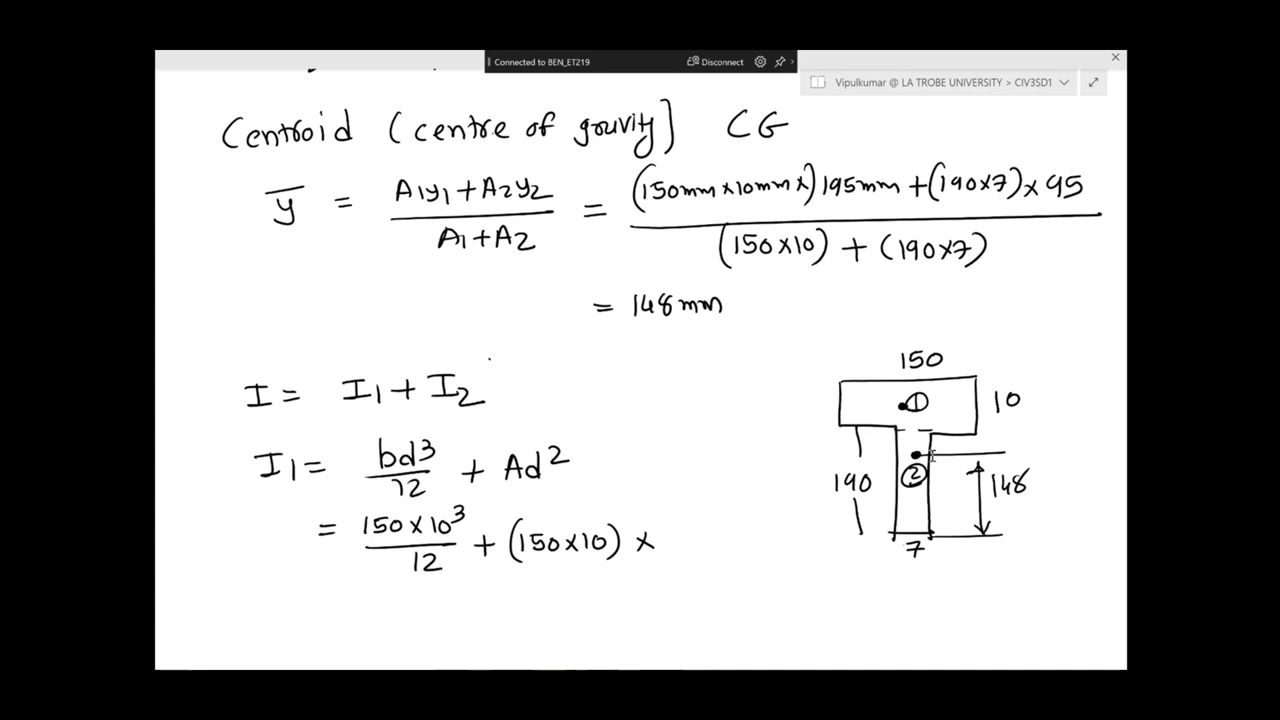 Connected to BEN_ET219 Disconnect
Vipulkumar @ LA TROBE UNIVERSITY > CIV3SD1
Centroid (centre of gravity) CG
y̅ = A1y1+A2y2 / A1+A2 = (150mm×10mm×)195mm+(190×7)×95 / (150×10)+(190×7)
= 148mm
I = I1 + I2
I1 = bd³/12 + Ad²
= 150×10³/12 + (150×10) ×
150
1
10
190
2
148
7